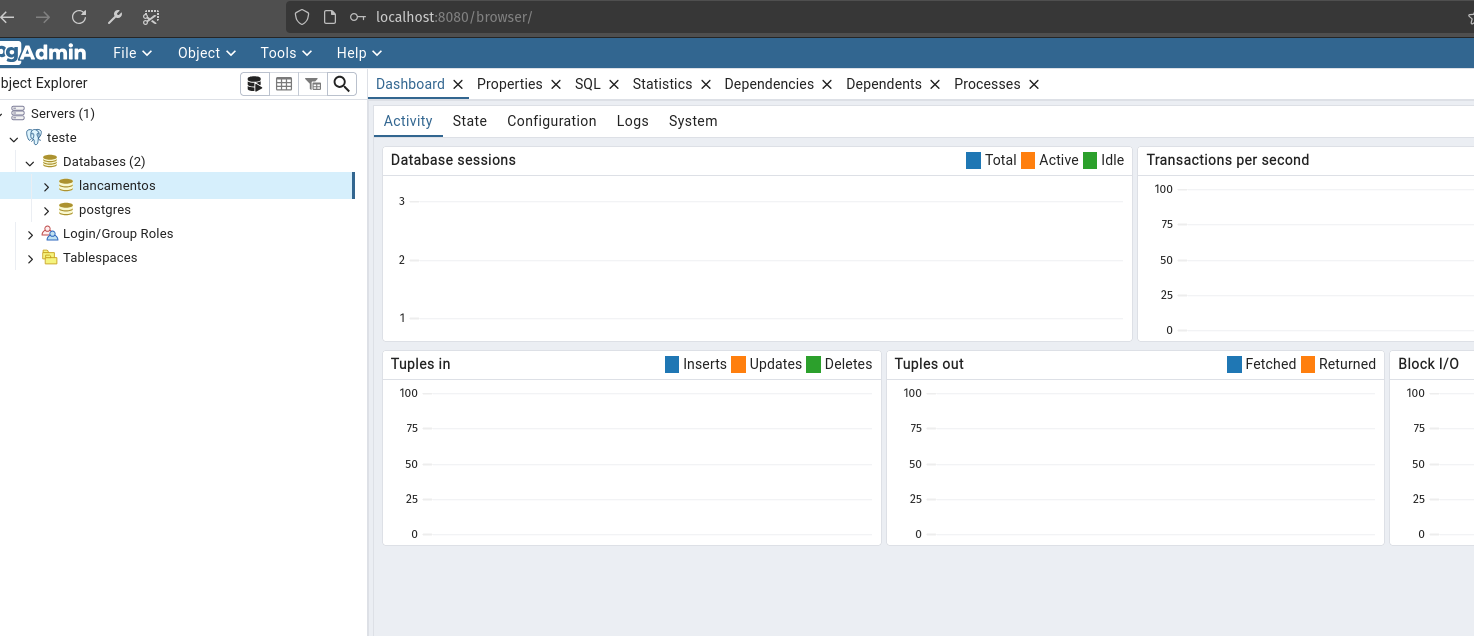 localhost:8080/browser/
pgAdmin File Object Tools Help
bject Explorer
Dashboard Properties SQL Statistics Dependencies Dependents Processes
Servers (1)
teste
Databases (2)
lancamentos
postgres
Login/Group Roles
Tablespaces
Activity State Configuration Logs System
Database sessions Total Active Idle
3
2
1
Transactions per second
100
75
50
25
0
Tuples in Inserts Updates Deletes
100
75
50
25
0
Tuples out Fetched Returned
100
75
50
25
0
Block I/O
100
75
50
25
0